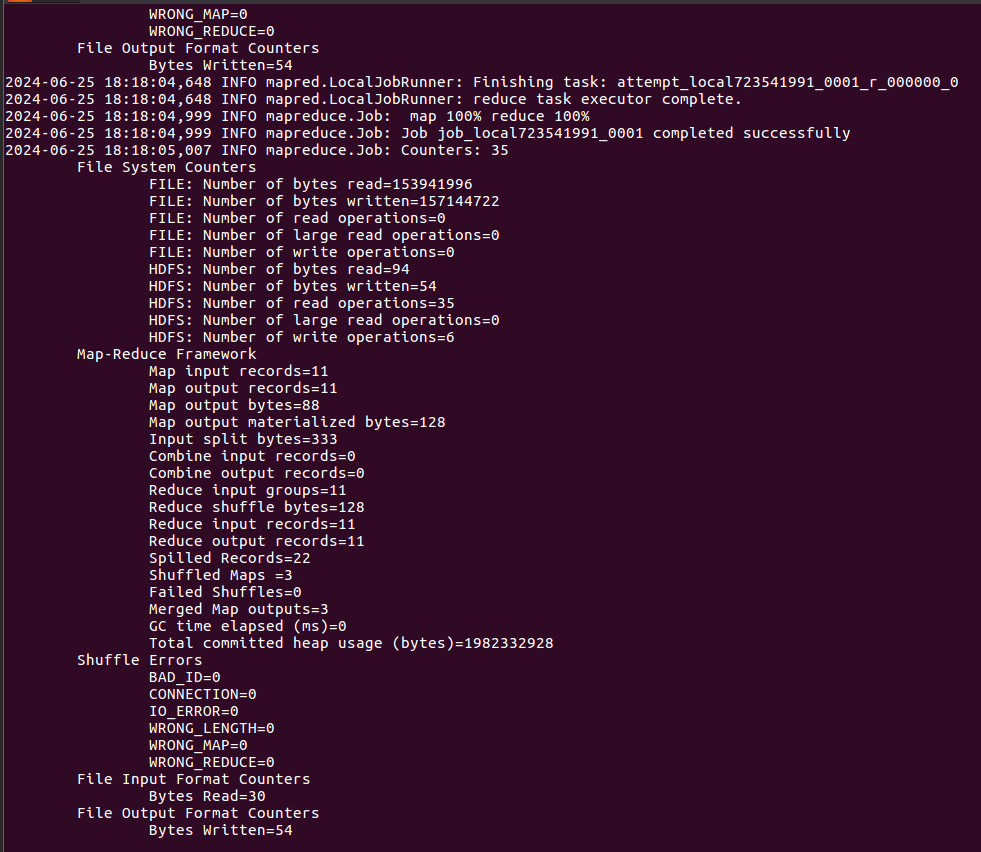 WRONG_MAP=0
WRONG_REDUCE=0
File Output Format Counters
Bytes Written=54
2024-06-25 18:18:04,648 INFO mapred.LocalJobRunner: Finishing task: attempt_local723541991_0001_r_000000_0
2024-06-25 18:18:04,648 INFO mapred.LocalJobRunner: reduce task executor complete.
2024-06-25 18:18:04,999 INFO mapreduce.Job:  map 100% reduce 100%
2024-06-25 18:18:04,999 INFO mapreduce.Job: Job job_local723541991_0001 completed successfully
2024-06-25 18:18:05,007 INFO mapreduce.Job: Counters: 35
File System Counters
FILE: Number of bytes read=153941996
FILE: Number of bytes written=157144722
FILE: Number of read operations=0
FILE: Number of large read operations=0
FILE: Number of write operations=0
HDFS: Number of bytes read=94
HDFS: Number of bytes written=54
HDFS: Number of read operations=35
HDFS: Number of large read operations=0
HDFS: Number of write operations=6
Map-Reduce Framework
Map input records=11
Map output records=11
Map output bytes=88
Map output materialized bytes=128
Input split bytes=333
Combine input records=0
Combine output records=0
Reduce input groups=11
Reduce shuffle bytes=128
Reduce input records=11
Reduce output records=11
Spilled Records=22
Shuffled Maps =3
Failed Shuffles=0
Merged Map outputs=3
GC time elapsed (ms)=0
Total committed heap usage (bytes)=1982332928
Shuffle Errors
BAD_ID=0
CONNECTION=0
IO_ERROR=0
WRONG_LENGTH=0
WRONG_MAP=0
WRONG_REDUCE=0
File Input Format Counters
Bytes Read=30
File Output Format Counters
Bytes Written=54